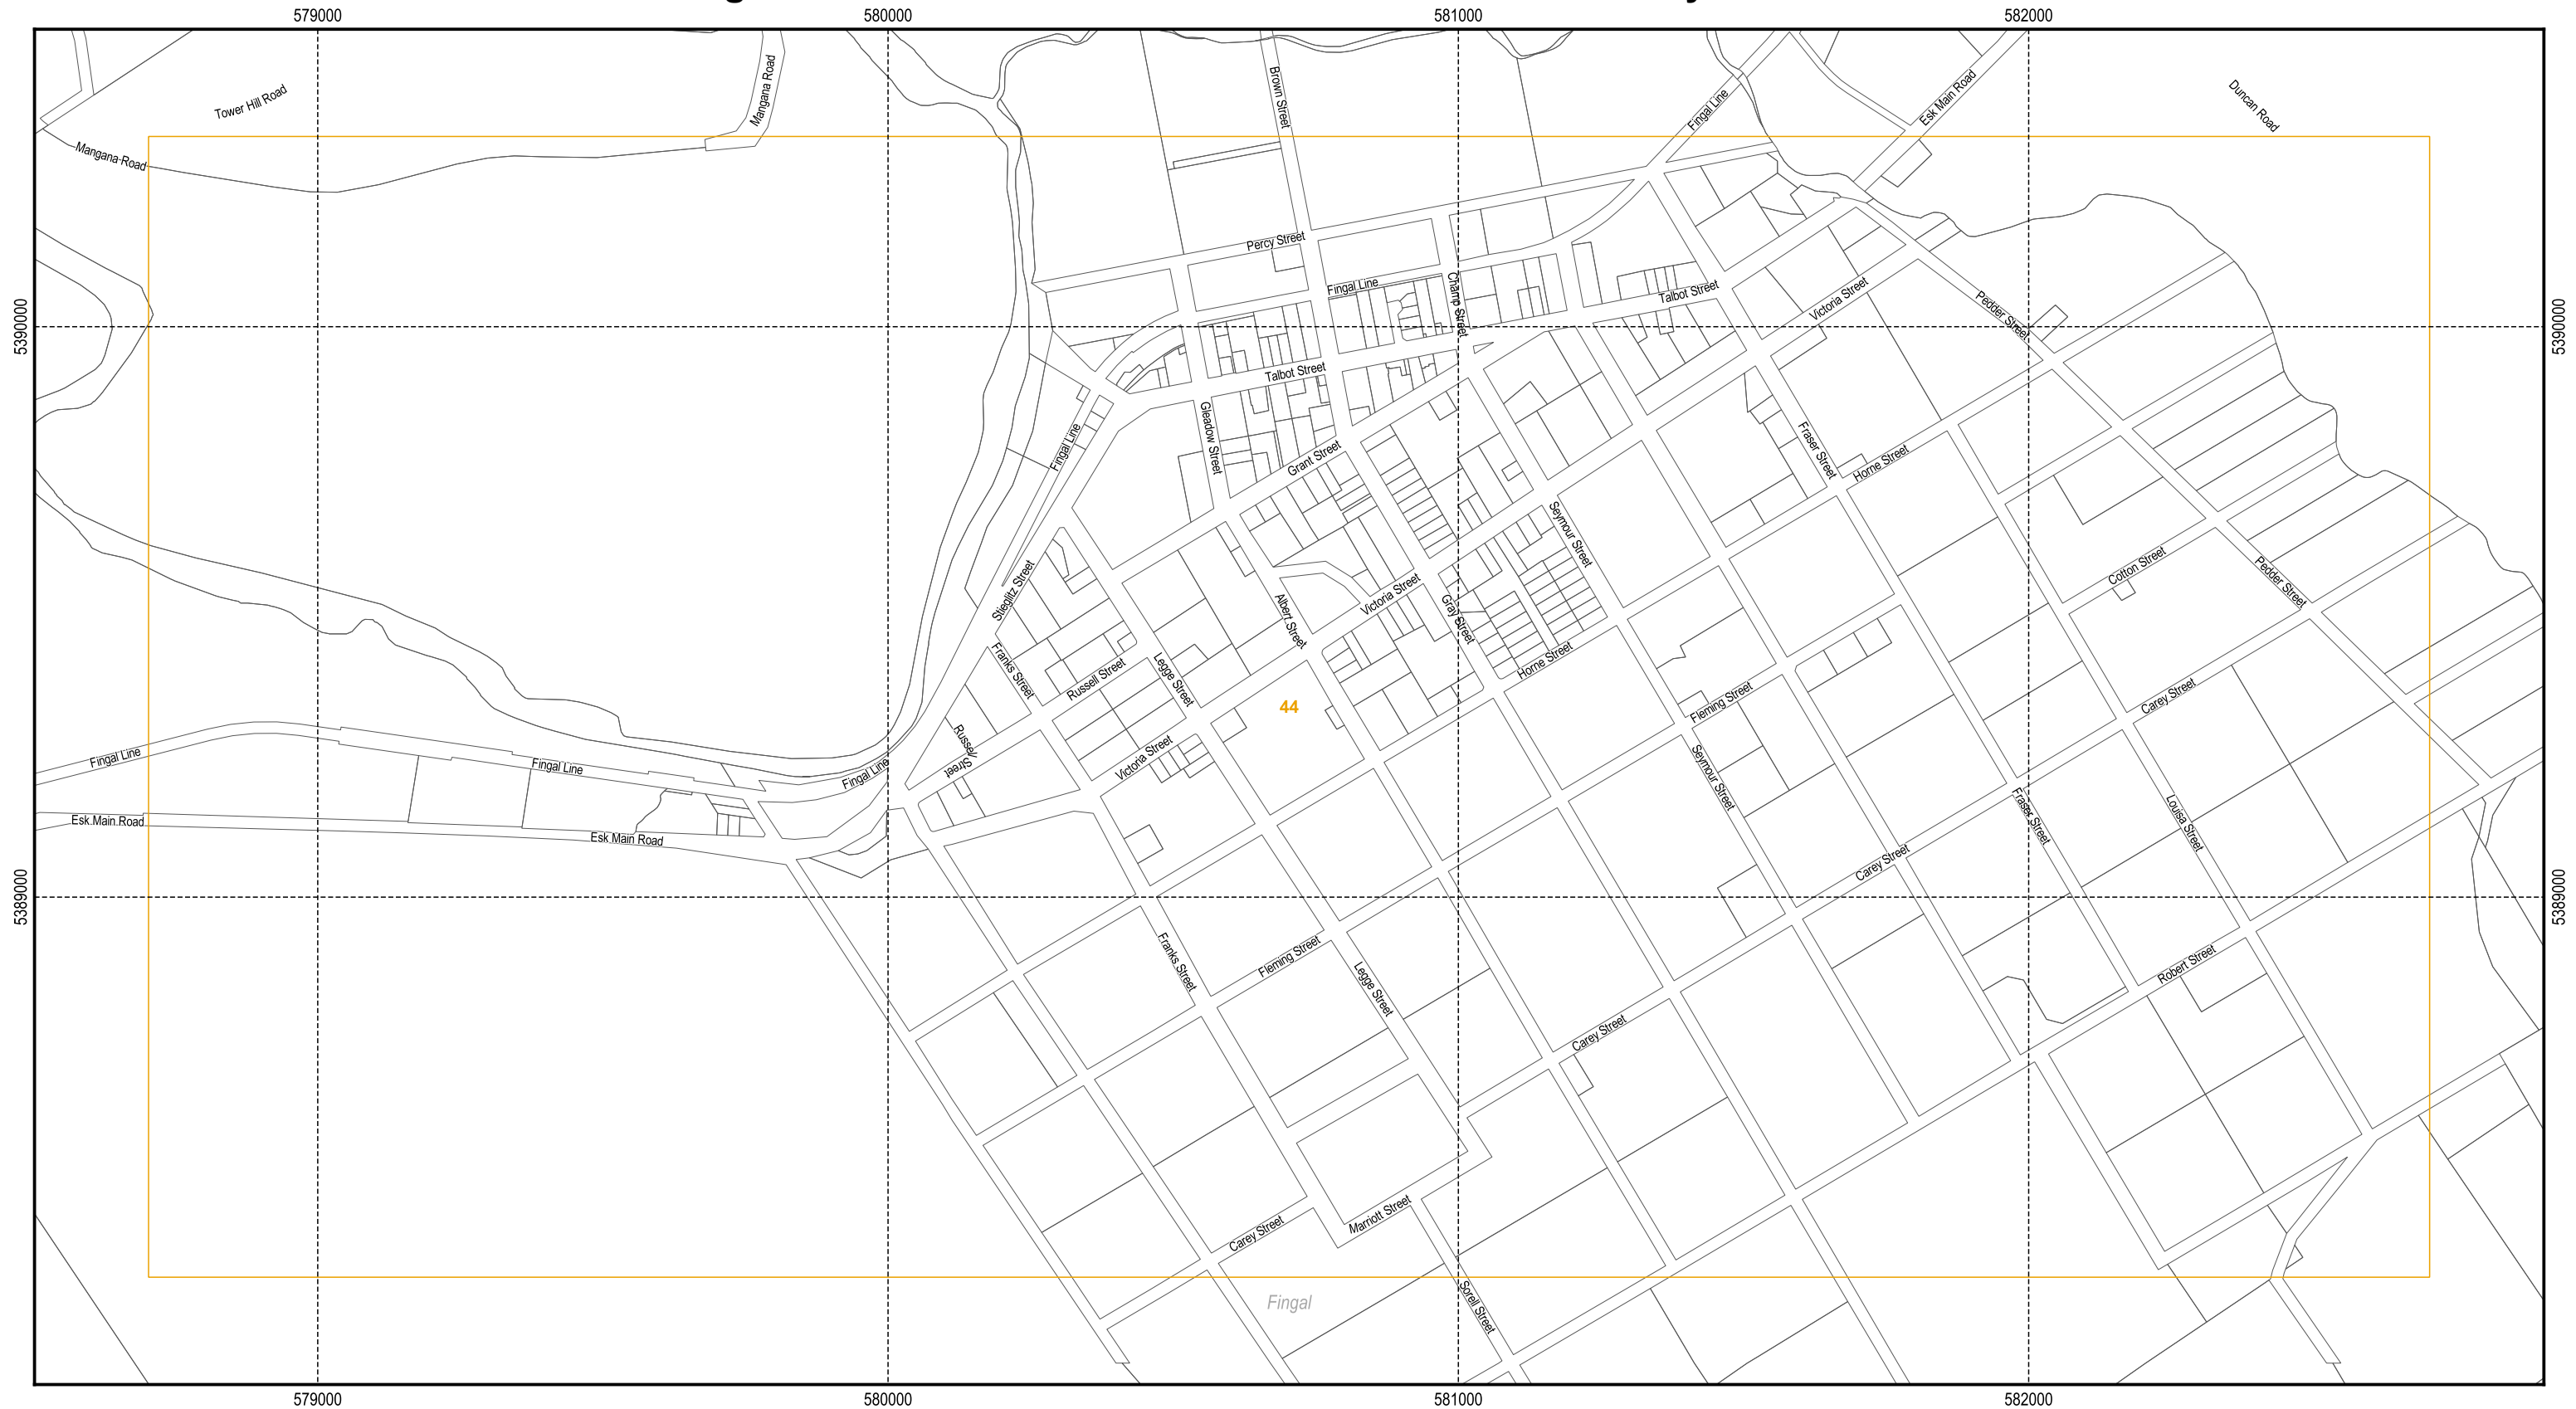 579000 580000 581000 582000
Tower Hill Road
Mangana Road
Mangana Road
Brown Street
Fingal Line
Esk Main Road
Duncan Road
Percy Street
Fingal Line
Champ Street
Talbot Street
Victoria Street
Pedder Street
5390000
5390000
Talbot Street
Gleadow Street
Fingal Line
Grant Street
Fraser Street
Horne Street
Seymour Street
Stieglitz Street
Albert Street
Victoria Street
Gray Street
Cotton Street
Pedder Street
Franks Street
Russell Street
Legge Street
Horne Street
44
Fleming Street
Carey Street
Russell
Street
Victoria Street
Fingal Line
Fingal Line
Fingal Line
Seymour Street
Esk Main Road
Esk Main Road
Fraser Street
Louisa Street
Carey Street
5389000
5389000
Franks Street
Fleming Street
Legge Street
Robert Street
Carey Street
Carey Street
Marriott Street
Fingal
Sorell Street
579000 580000 581000 582000